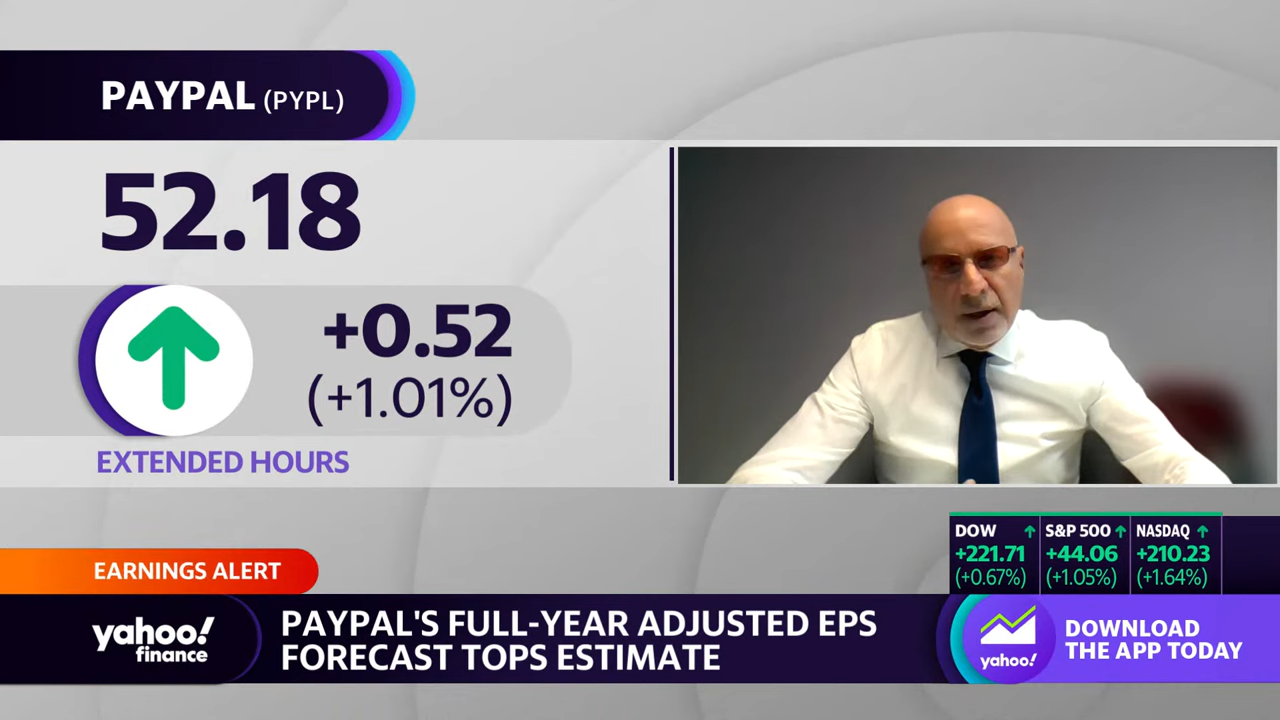 PAYPAL (PYPL)
52.18
+0.52
(+1.01%)
EXTENDED HOURS
DOW
+221.71
(+0.67%)
S&P 500
+44.06
(+1.05%)
NASDAQ
+210.23
(+1.64%)
EARNINGS ALERT
yahoo!
finance
PAYPAL'S FULL-YEAR ADJUSTED EPS
FORECAST TOPS ESTIMATE
yahoo!
DOWNLOAD
THE APP TODAY